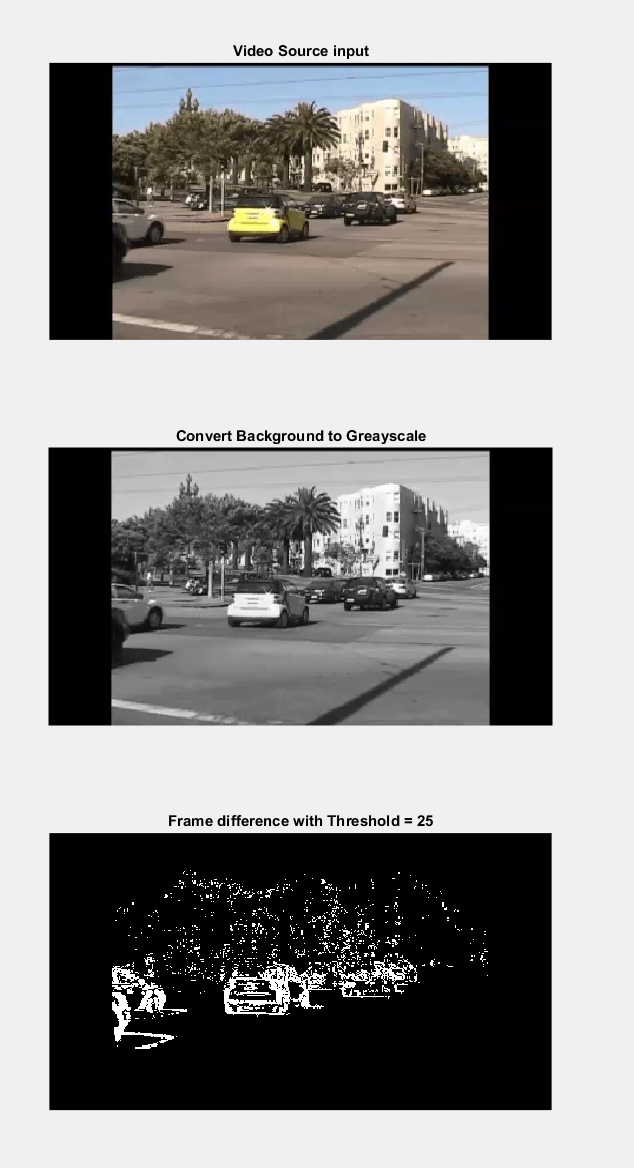 Video Source input
Convert Background to Greayscale
Frame difference with Threshold = 25